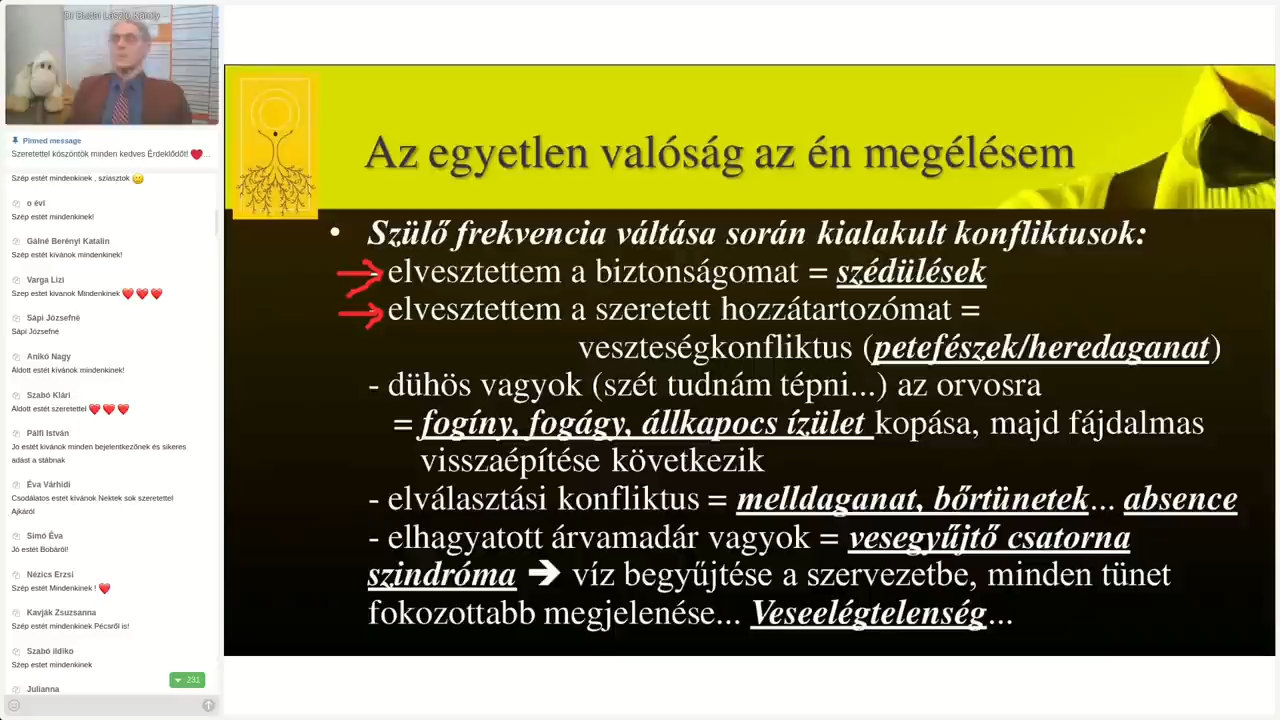 Dr Budai László Károly
Pinned message
Szeretettel köszöntök minden kedves Érdeklődőt! ❤...
Szép estét mindenkinek , sziasztok 🙂
o évi
Szép estét mindenkinek!
Gálné Berényi Katalin
Szép estét kívánok mindenkinek!
Varga Lizi
Szep estet kivanok Mindenkinek ❤❤❤
Sápi Józsefné
Sápi Józsefné
Anikó Nagy
Áldott estét kívánok mindenkinek!
Szabó Klári
Áldott estét szeretettel ❤❤❤
Pálfi István
Jo estét kívánok minden bejelentkezőnek és sikeres
adást a stábnak
Éva Várhidi
Csodálatos estét kívánok Nektek sok szeretettel
Ajkáról
Simó Éva
Jó estét Bobáról!
Nézics Erzsi
Szép estét Mindenkinek ! ❤
Kavják Zsuzsanna
Szép estét mindenkinek Pécsről is!
Szabó ildiko
Szép estet mindenkinek
Julianna
231
Az egyetlen valóság az én megélésem
• Szülő frekvencia váltása során kialakult konfliktusok:
- elvesztettem a biztonságomat = szédülések
- elvesztettem a szeretett hozzátartozómat =
veszteségkonfliktus (petefészek/heredaganat)
- dühös vagyok (szét tudnám tépni...) az orvosra
= fogíny, fogágy, állkapocs ízület kopása, majd fájdalmas
visszaépítése következik
- elválasztási konfliktus = melldaganat, bőrtünetek... absence
- elhagyatott árvamadár vagyok = vesegyűjtő csatorna
szindróma ➔ víz begyűjtése a szervezetbe, minden tünet
fokozottabb megjelenése... Veseelégtelenség...